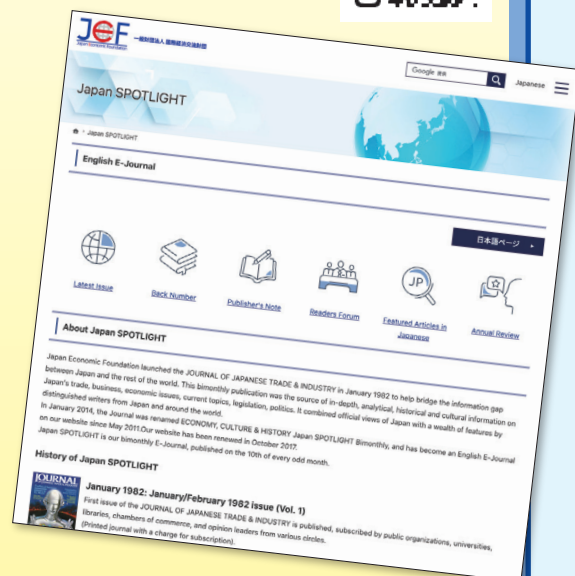 JEF
Japan Economic Foundation
一般財団法人 国際経済交流財団
Google 検索
Japanese
Japan SPOTLIGHT
Japan SPOTLIGHT
English E-Journal
日本語ページ
Latest Issue
Back Number
Publisher's Note
Readers Forum
JP
Featured Articles in
Japanese
Annual Review
About Japan SPOTLIGHT
Japan Economic Foundation launched the JOURNAL OF JAPANESE TRADE & INDUSTRY in January 1982 to help bridge the information gap
between Japan and the rest of the world. This bimonthly publication was the source of in-depth, analytical, historical and cultural information on
Japan's trade, business, economic issues, current topics, legislation, politics. It combined official views of Japan with a wealth of features by
distinguished writers from Japan and around the world.
In January 2014, the Journal was renamed ECONOMY, CULTURE & HISTORY Japan SPOTLIGHT Bimonthly, and has become an English E-Journal
on our website since May 2011.Our website has been renewed in October 2017.
Japan SPOTLIGHT is our bimonthly E-Journal, published on the 10th of every odd month.
History of Japan SPOTLIGHT
JOURNAL
January 1982: January/February 1982 issue (Vol. 1)
First issue of the JOURNAL OF JAPANESE TRADE & INDUSTRY is published, subscribed by public organizations, universities,
libraries, chambers of commerce, and opinion leaders from various circles.
(Printed journal with a charge for subscription).